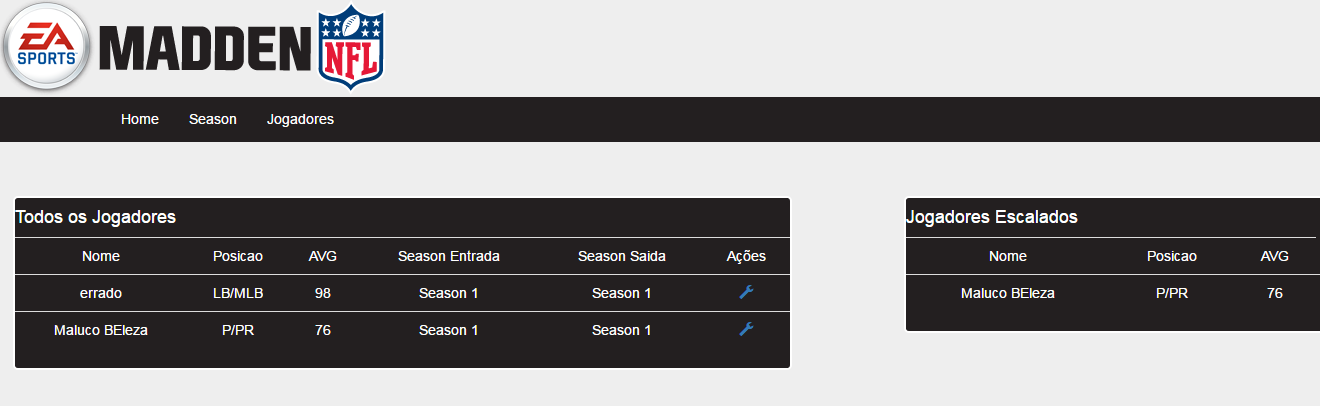 EA SPORTS MADDEN NFL
Home Season Jogadores
Todos os Jogadores
Nome Posicao AVG Season Entrada Season Saida Ações
errado LB/MLB 98 Season 1 Season 1
Maluco BEleza P/PR 76 Season 1 Season 1
Jogadores Escalados
Nome Posicao AVG
Maluco BEleza P/PR 76